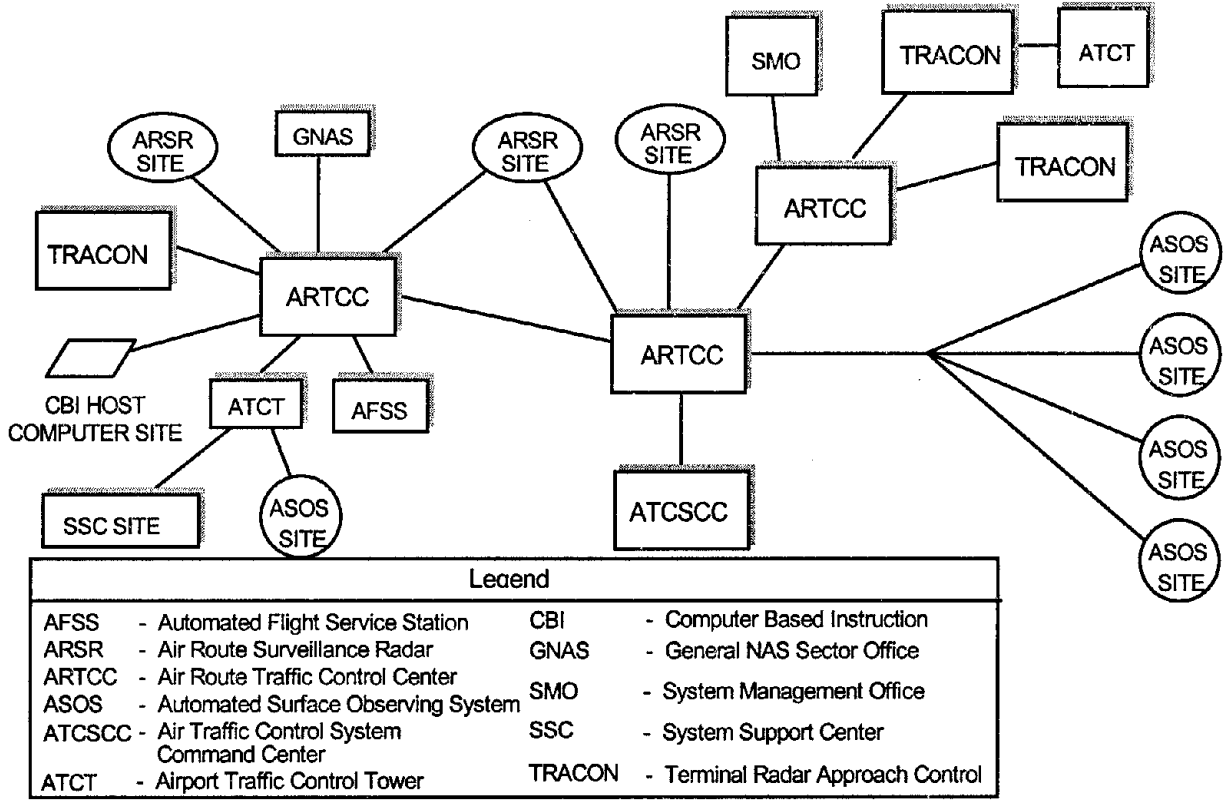 SMO
TRACON
ATCT
ARSR
SITE
GNAS
ARSR
SITE
ARSR
SITE
TRACON
ARTCC
TRACON
ARTCC
ARTCC
ASOS
SITE
ASOS
SITE
ASOS
SITE
ASOS
SITE
CBI HOST
COMPUTER SITE
ATCT
AFSS
SSC SITE
ASOS
SITE
ATCSCC
Legend
AFSS - Automated Flight Service Station
ARSR - Air Route Surveillance Radar
ARTCC - Air Route Traffic Control Center
ASOS - Automated Surface Observing System
ATCSCC - Air Traffic Control System
Command Center
ATCT - Airport Traffic Control Tower
CBI - Computer Based Instruction
GNAS - General NAS Sector Office
SMO - System Management Office
SSC - System Support Center
TRACON - Terminal Radar Approach Control